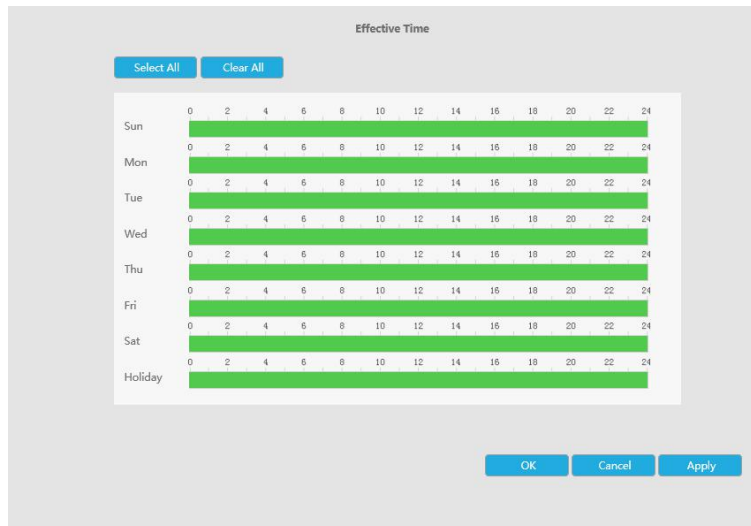 Effective Time
Select All Clear All
0 2 4 6 8 10 12 14 16 18 20 22 24
Sun
0 2 4 6 8 10 12 14 16 18 20 22 24
Mon
0 2 4 6 8 10 12 14 16 18 20 22 24
Tue
0 2 4 6 8 10 12 14 16 18 20 22 24
Wed
0 2 4 6 8 10 12 14 16 18 20 22 24
Thu
0 2 4 6 8 10 12 14 16 18 20 22 24
Fri
0 2 4 6 8 10 12 14 16 18 20 22 24
Sat
0 2 4 6 8 10 12 14 16 18 20 22 24
Holiday
OK Cancel Apply